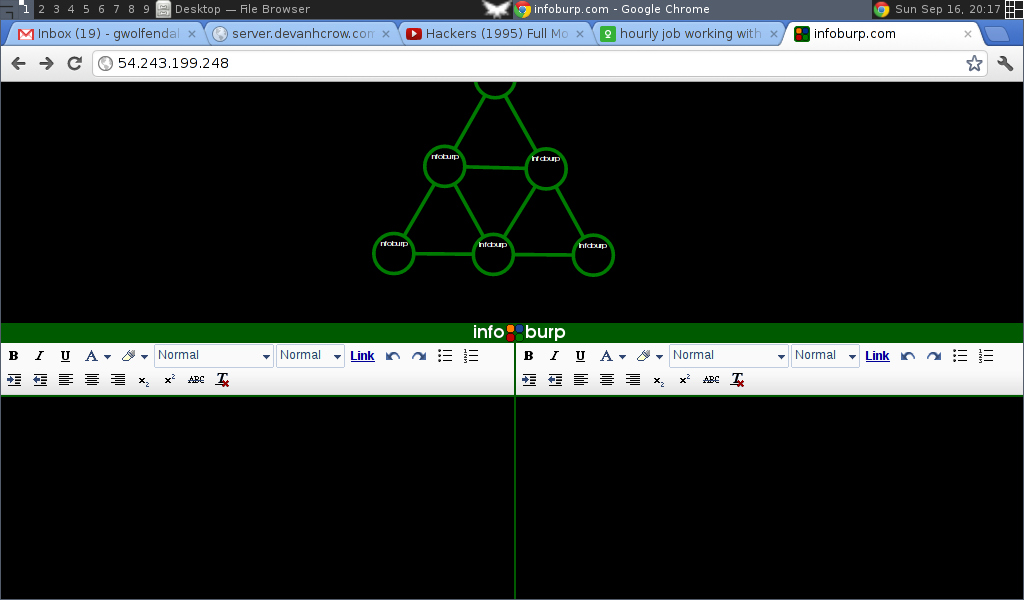 1 2 3 4 5 6 7 8 9 Desktop — File Browser infoburp.com - Google Chrome Sun Sep 16, 20:17
Inbox (19) - gwolfendal server.devanhcrow.com Hackers (1995) Full Mo hourly job working with infoburp.com
54.243.199.248
infoburp infoburp
infoburp infoburp infoburp
info burp
B I U A Normal Normal Link B I U A Normal Normal Link
x2 x2 ABC T x2 x2 ABC T